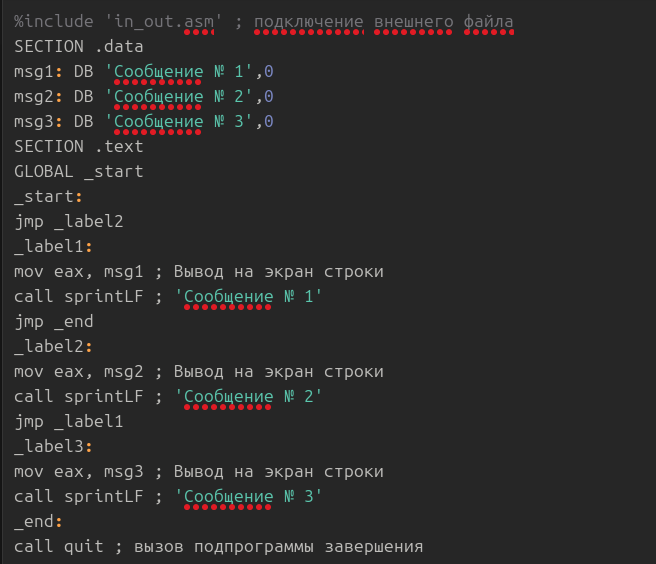 %include 'in_out.asm' ; подключение внешнего файла
SECTION .data
msg1: DB 'Сообщение № 1',0
msg2: DB 'Сообщение № 2',0
msg3: DB 'Сообщение № 3',0
SECTION .text
GLOBAL _start
_start:
jmp _label2
_label1:
mov eax, msg1 ; Вывод на экран строки
call sprintLF ; 'Сообщение № 1'
jmp _end
_label2:
mov eax, msg2 ; Вывод на экран строки
call sprintLF ; 'Сообщение № 2'
jmp _label1
_label3:
mov eax, msg3 ; Вывод на экран строки
call sprintLF ; 'Сообщение № 3'
_end:
call quit ; вызов подпрограммы завершения